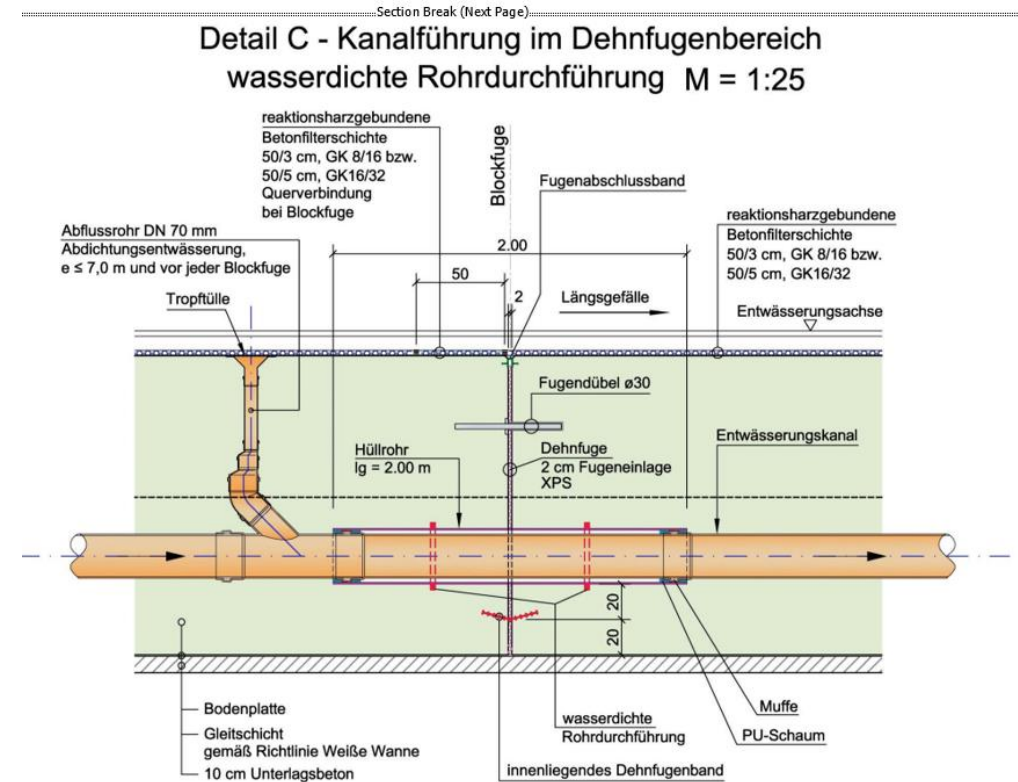 Section Break (Next Page)
Detail C - Kanalführung im Dehnfugenbereich
wasserdichte Rohrdurchführung M = 1:25
reaktionsharzgebundene
Betonfilterschichte
50/3 cm, GK 8/16 bzw.
50/5 cm, GK16/32
Querverbindung
bei Blockfuge
Blockfuge
Fugenabschlussband
reaktionsharzgebundene
Betonfilterschichte
50/3 cm, GK 8/16 bzw.
50/5 cm, GK16/32
Abflussrohr DN 70 mm
Abdichtungsentwässerung,
e ≤ 7,0 m und vor jeder Blockfuge
2.00
50
2
Tropftülle
Längsgefälle
Entwässerungsachse
Fugendübel ø30
Hüllrohr
lg = 2.00 m
Dehnfuge
2 cm Fugeneinlage
XPS
Entwässerungskanal
20
20
Bodenplatte
Gleitschicht
gemäß Richtlinie Weiße Wanne
10 cm Unterlagsbeton
wasserdichte
Rohrdurchführung
Muffe
PU-Schaum
innenliegendes Dehnfugenband